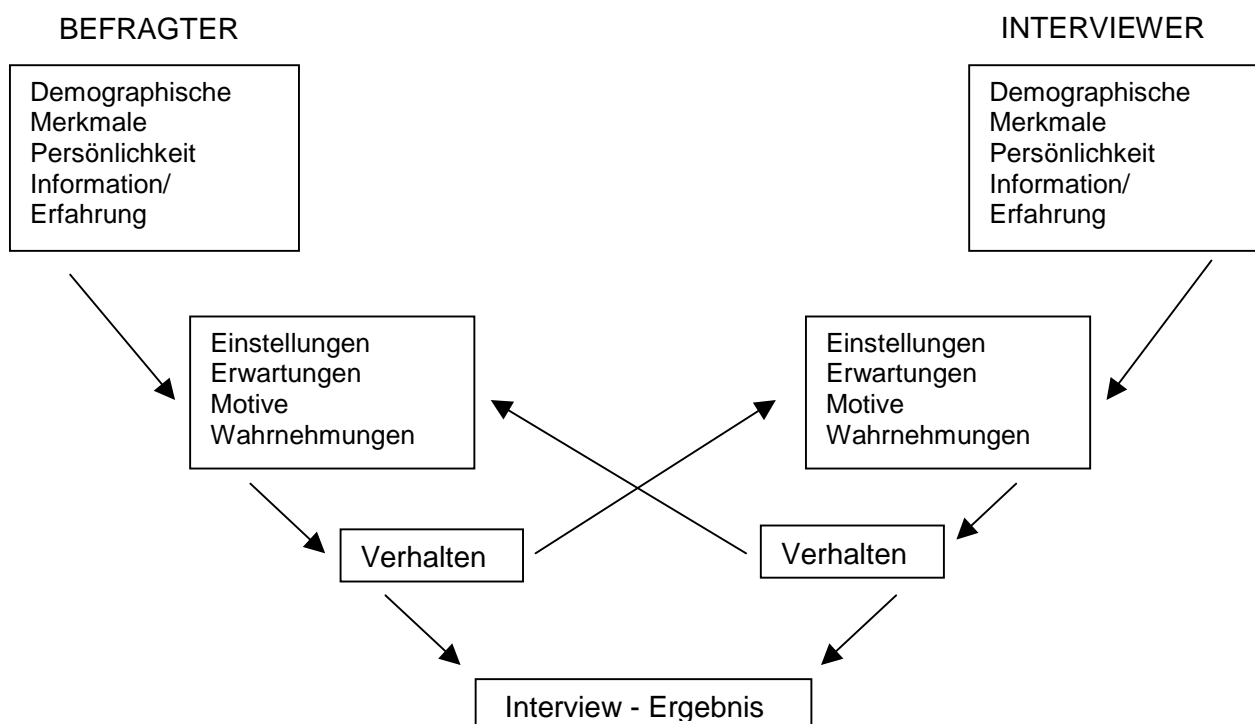 BEFRAGTER
INTERVIEWER
Demographische
Merkmale
Persönlichkeit
Information/
Erfahrung
Demographische
Merkmale
Persönlichkeit
Information/
Erfahrung
Einstellungen
Erwartungen
Motive
Wahrnehmungen
Einstellungen
Erwartungen
Motive
Wahrnehmungen
Verhalten
Verhalten
Interview - Ergebnis